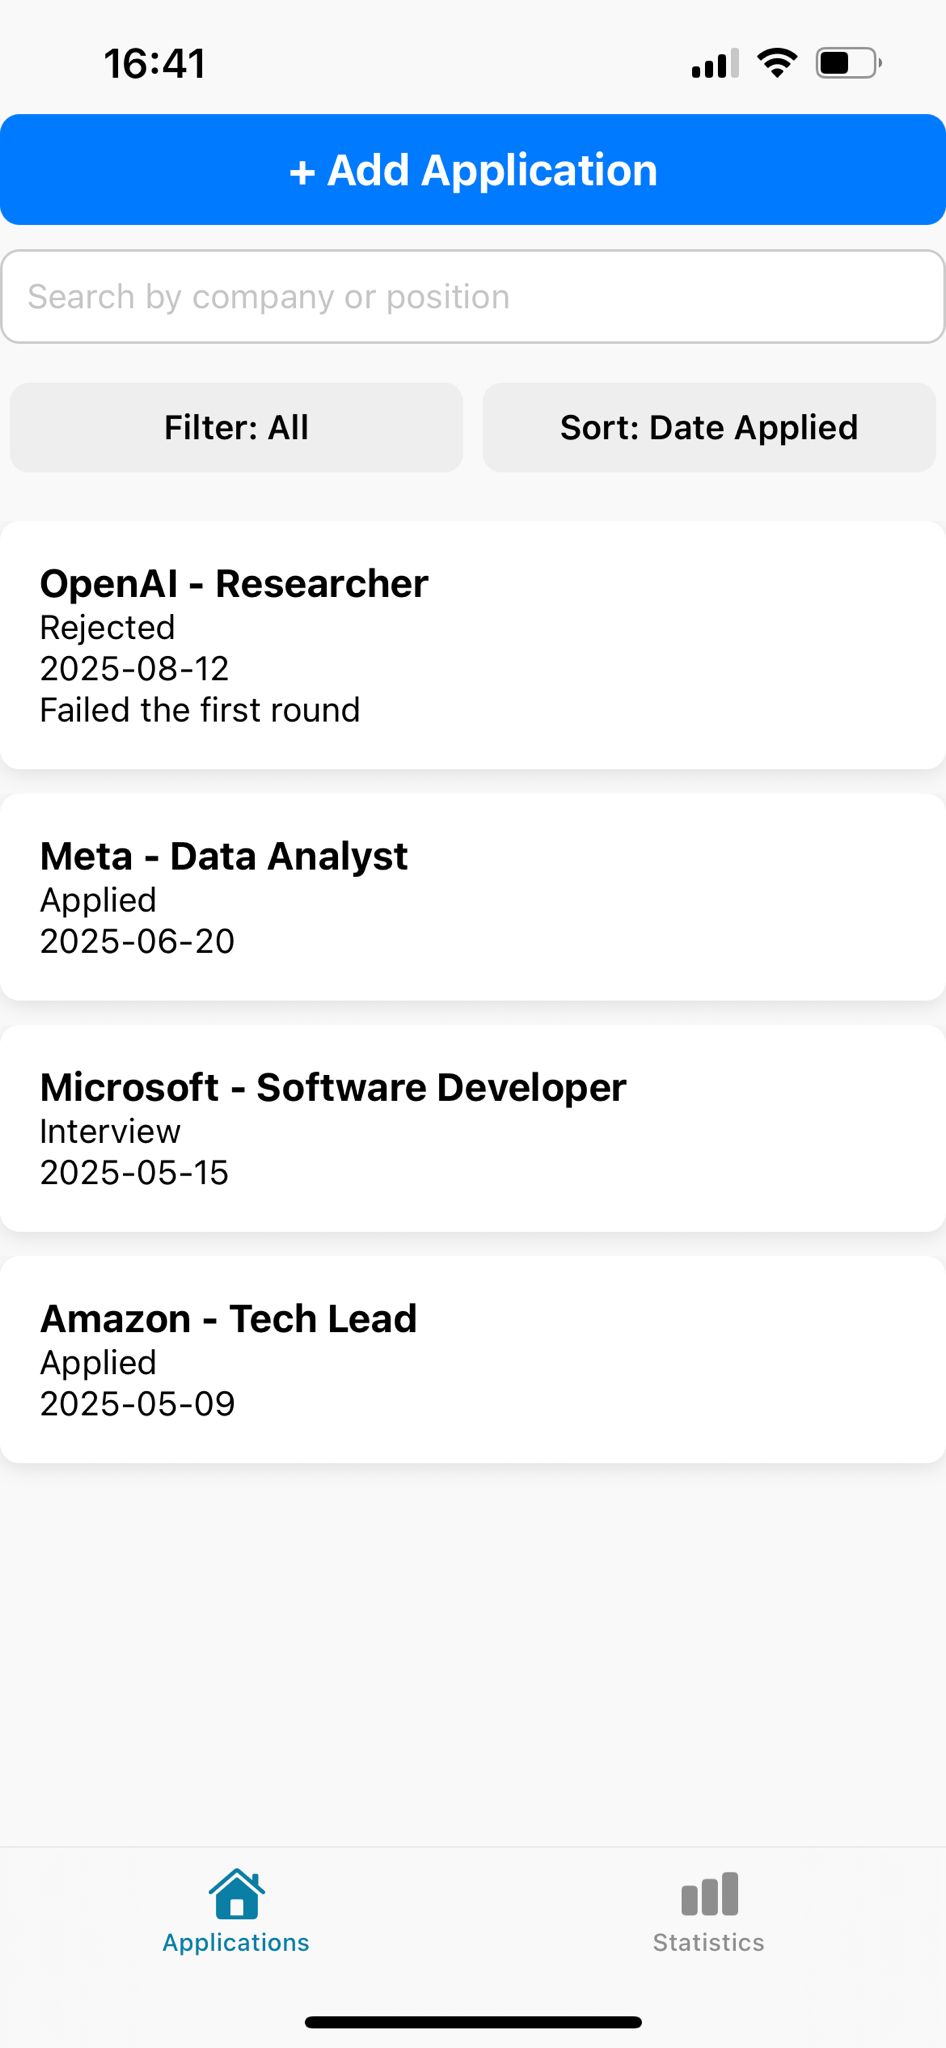 16:41
+ Add Application
Search by company or position
Filter: All
Sort: Date Applied
OpenAI - Researcher
Rejected
2025-08-12
Failed the first round
Meta - Data Analyst
Applied
2025-06-20
Microsoft - Software Developer
Interview
2025-05-15
Amazon - Tech Lead
Applied
2025-05-09
Applications
Statistics